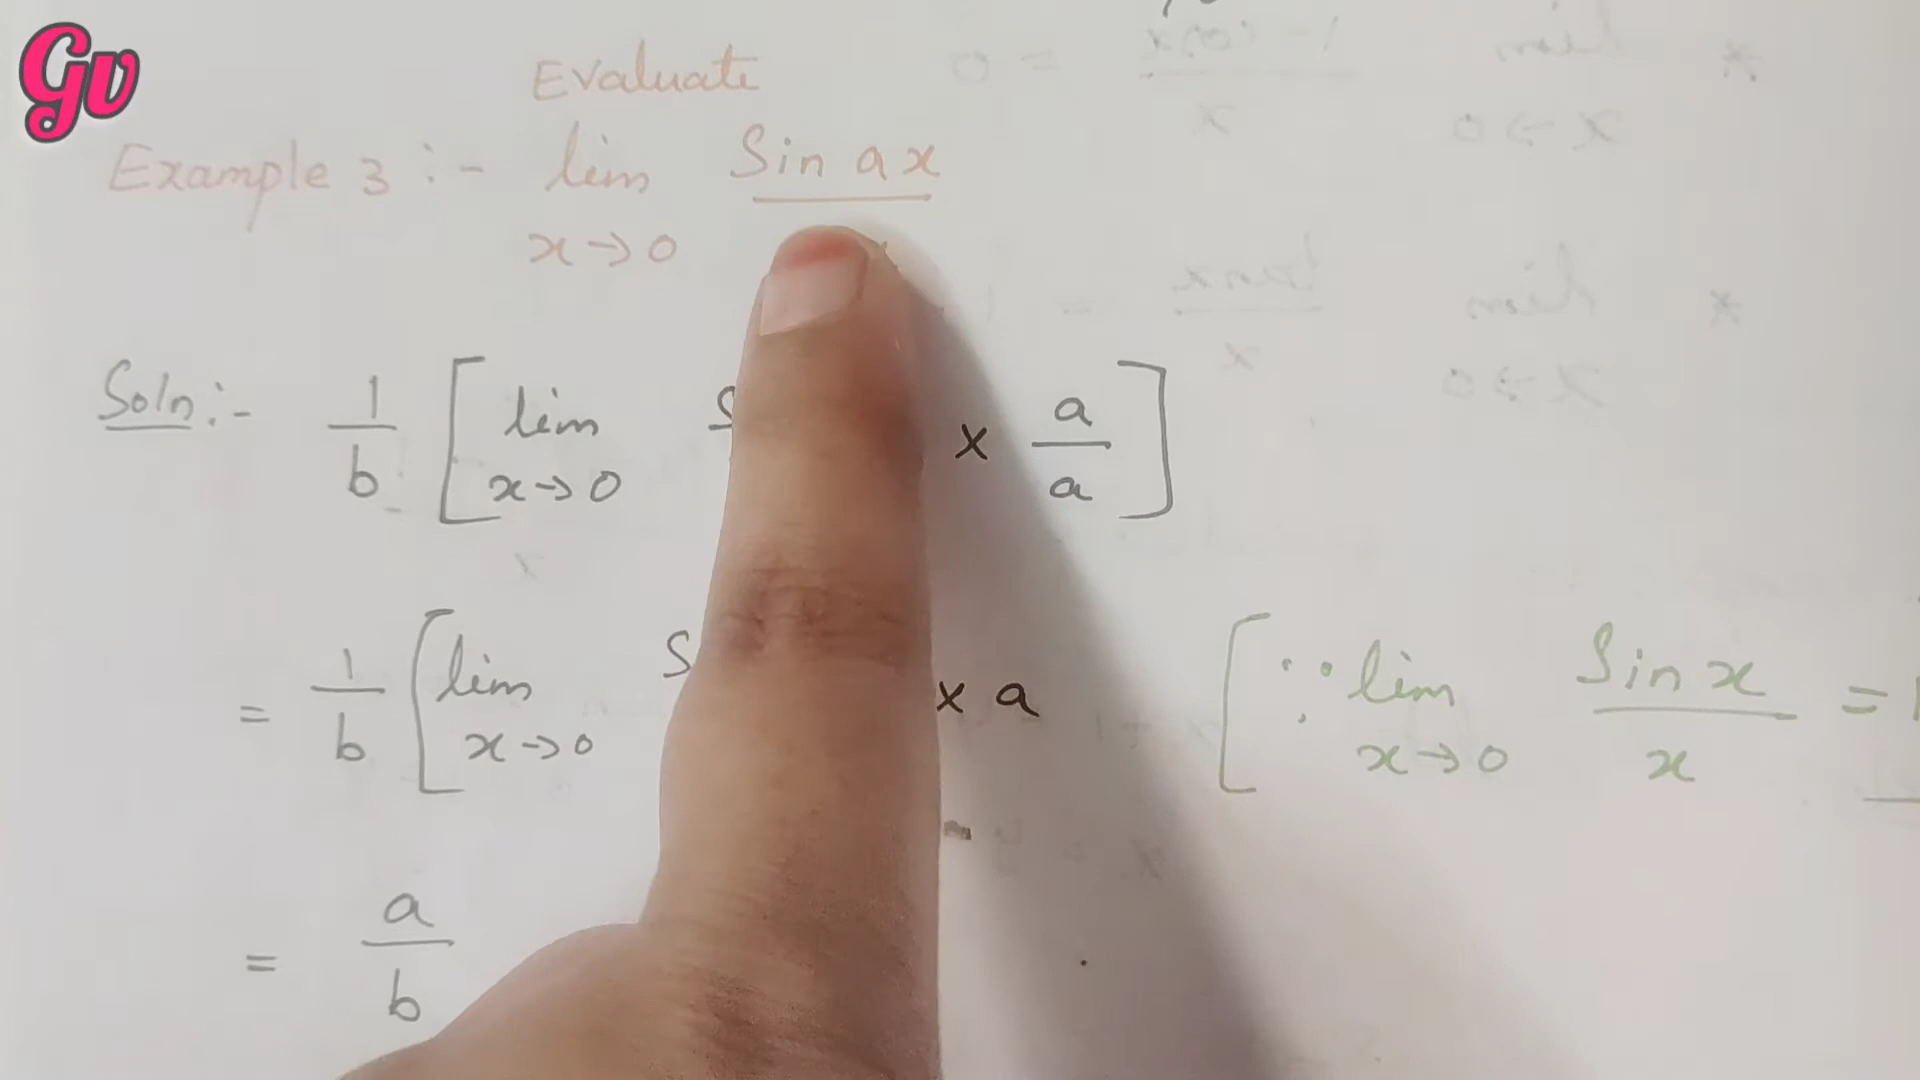 Gv
Evaluate
Example 3 :- lim Sin ax
x→0
Soln:- 1/b [ lim x→0 × a/a ]
= 1/b [ lim x→0 × a [ ∵ lim x→0 Sin x / x =
= a/b